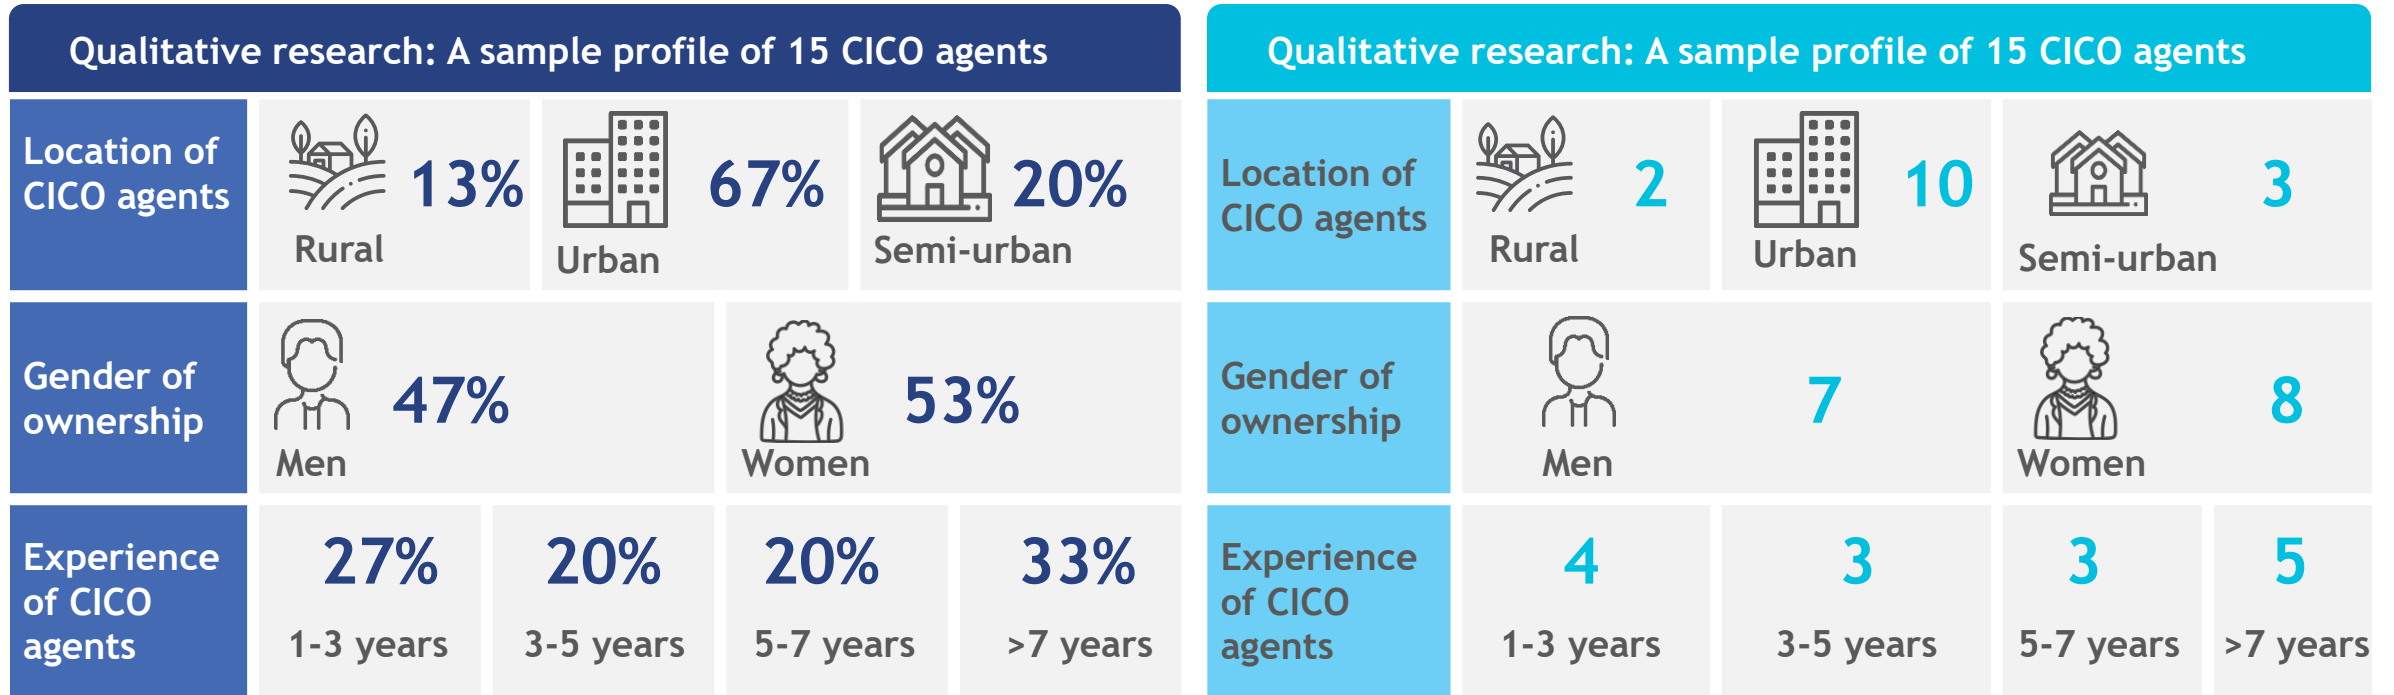 Qualitative research: A sample profile of 15 CICO agents
Location of
CICO agents
13%
Rural
67%
Urban
20%
Semi-urban
Gender of
ownership
47%
Men
53%
Women
Experience
of CICO
agents
27%
1-3 years
20%
3-5 years
20%
5-7 years
33%
>7 years
Qualitative research: A sample profile of 15 CICO agents
Location of
CICO agents
2
Rural
10
Urban
3
Semi-urban
Gender of
ownership
7
Men
8
Women
Experience
of CICO
agents
4
1-3 years
3
3-5 years
3
5-7 years
5
>7 years